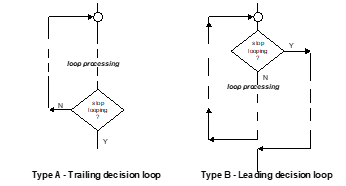 loop processing
stop
looping
?
N
Y
Type A - Trailing decision loop
stop
looping
?
Y
N
loop processing
Type B - Leading decision loop